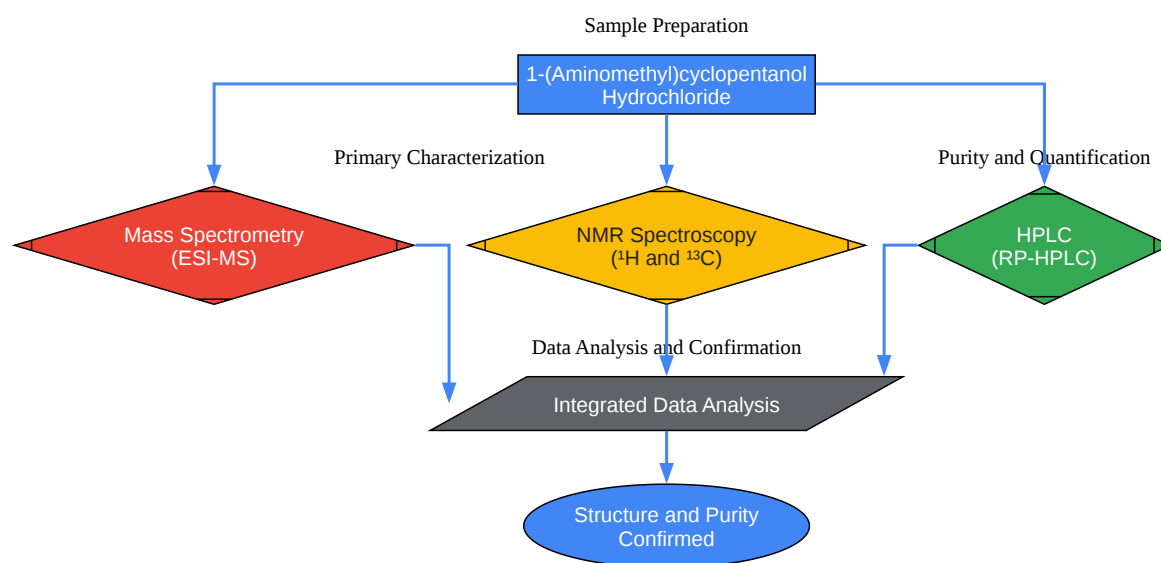 Sample Preparation
1-(Aminomethyl)cyclopentanol
Hydrochloride
Primary Characterization
Purity and Quantification
Mass Spectrometry
(ESI-MS)
NMR Spectroscopy
(¹H and ¹³C)
HPLC
(RP-HPLC)
Data Analysis and Confirmation
Integrated Data Analysis
Structure and Purity
Confirmed